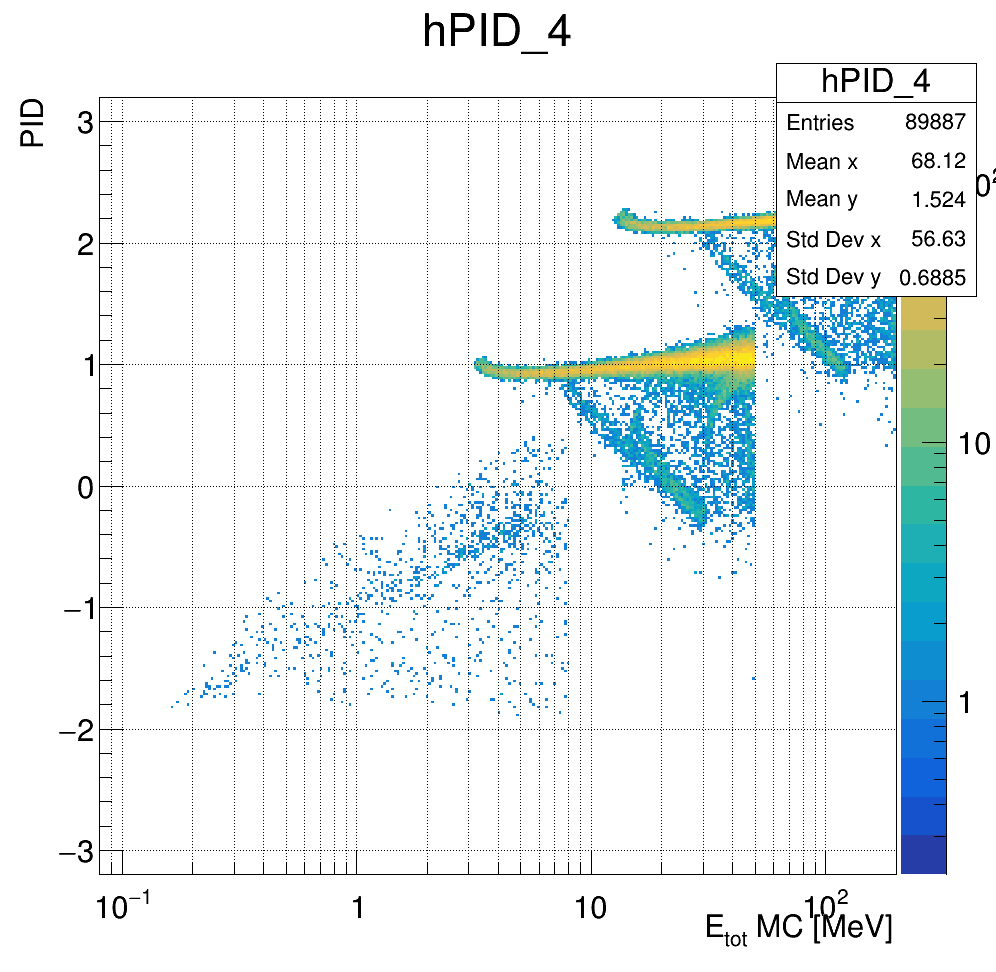 hPID_4
PID
hPID_4
Entries 89887
Mean x 68.12
Mean y 1.524
Std Dev x 56.63
Std Dev y 0.6885
3
2
1
0
−1
−2
−3
10⁻¹
1
10
10²
E_tot MC [MeV]
0²
10
1